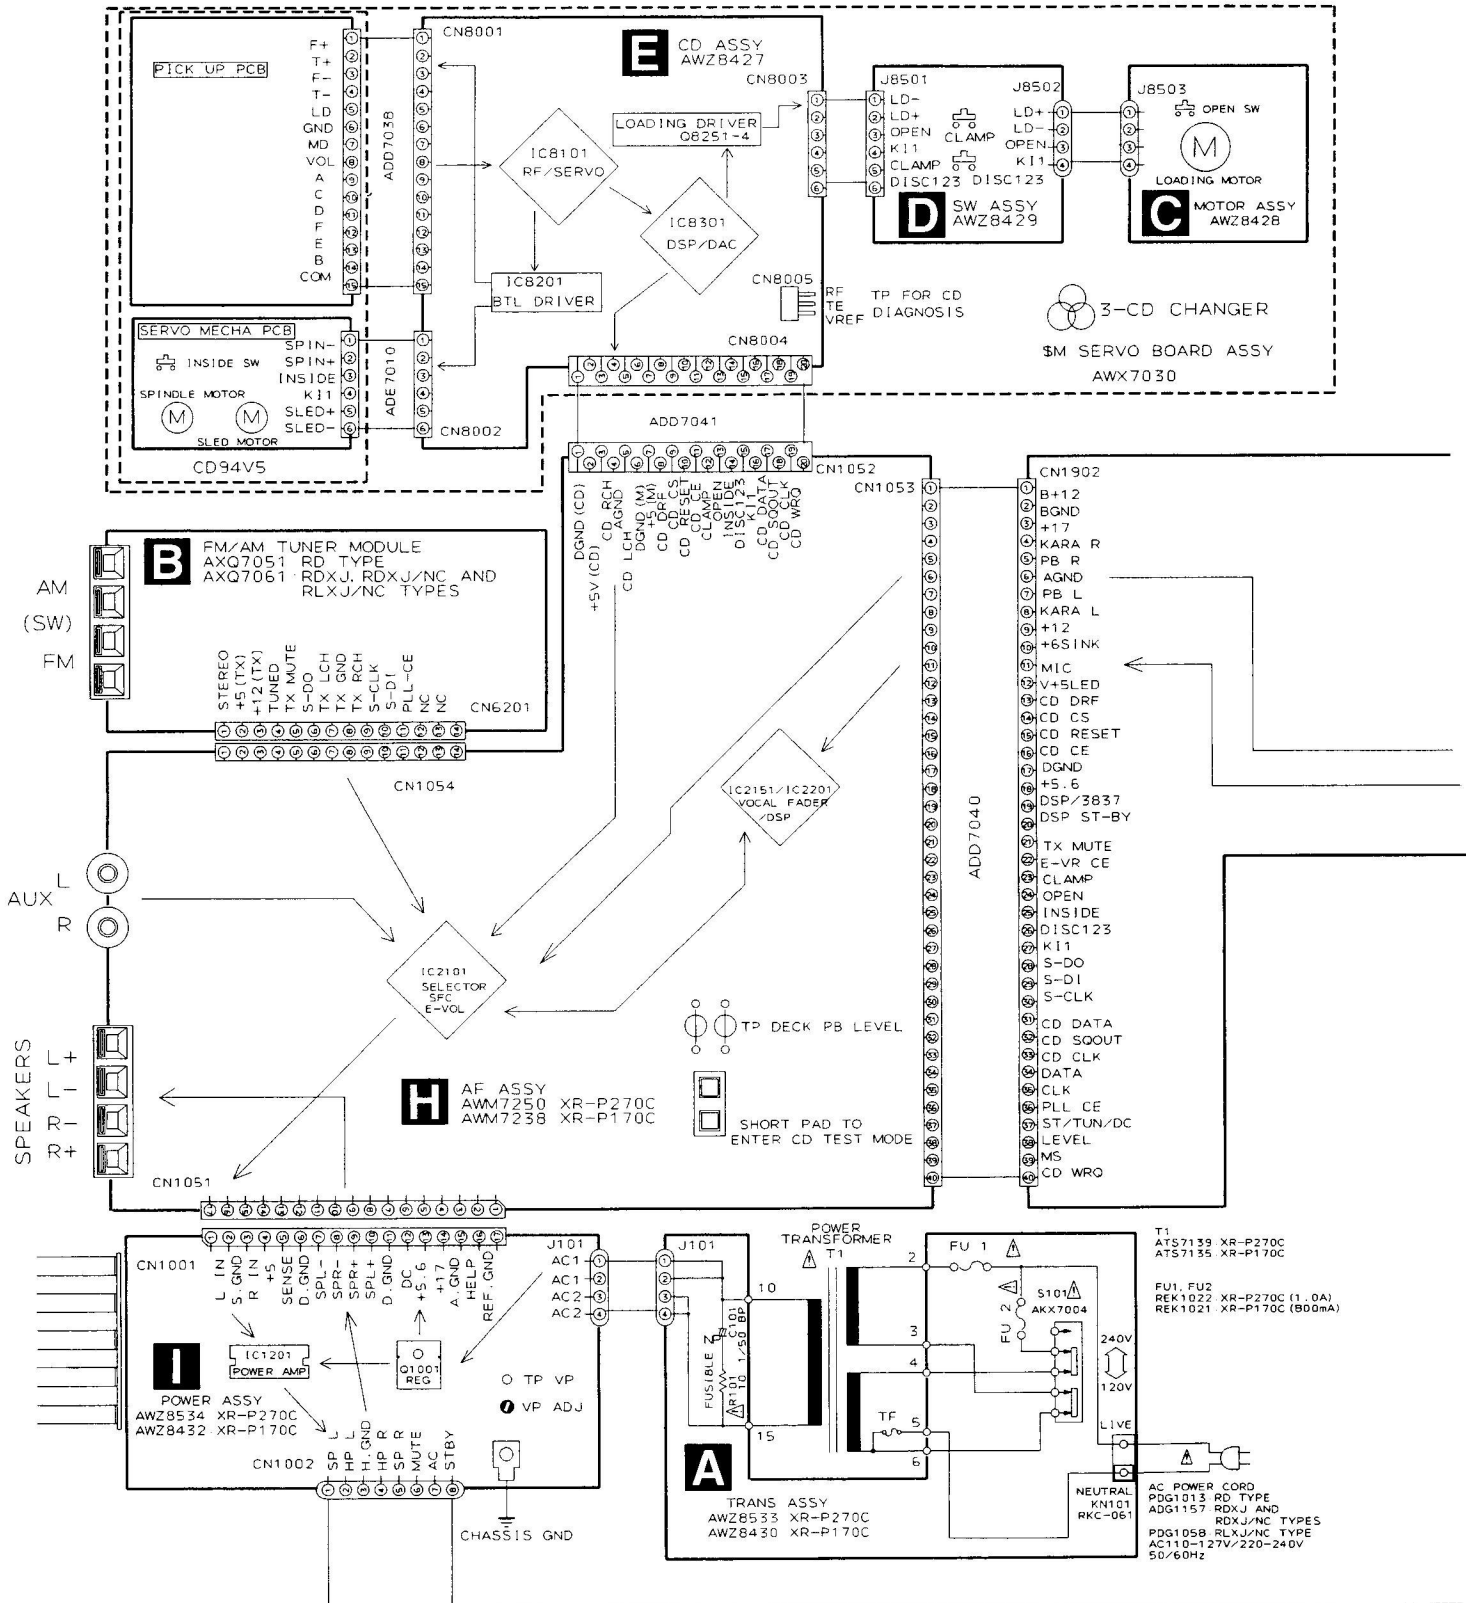 PICK UP PCB
F+
T+
F-
T-
LD
GND
MD
VOL
A
C
D
F
E
B
COM
ADD7038
CN8001
E
CD ASSY
AWZ8427
CN8003
LOADING DRIVER
Q8251-4
IC8101
RF/SERVO
IC8301
DSP/DAC
IC8201
BTL DRIVER
CN8005
RF
TE
VREF
TP FOR CD
DIAGNOSIS
CN8004
J8501
LD-
LD+
OPEN
KI1
CLAMP
DISC123
CLAMP
DISC123
J8502
LD+
LD-
OPEN
KI1
D
SW ASSY
AWZ8429
J8503
OPEN SW
M
LOADING MOTOR
C
MOTOR ASSY
AWZ8428
3-CD CHANGER
$M SERVO BOARD ASSY
AWX7030
SERVO MECHA PCB
INSIDE SW
SPINDLE MOTOR
M
M
SLED MOTOR
SPIN-
SPIN+
INSIDE
KI1
SLED+
SLED-
ADE7010
CN8002
CD94V5
ADD7041
CN1052
DGND (CD)
+5V (CD)
CD RCH
AGND
CD LCH
DGND (M)
+5 (M)
CD DRF
CD CS
CD RESET
CD CE
CLAMP
OPEN
INSIDE
DISC123
KI1
CD DATA
CD SQOUT
CD CLK
CD WRQ
CN1053
CN1902
B+12
BGND
+17
KARA R
PB R
AGND
PB L
KARA L
+12
+6SINK
MIC
V+5LED
CD DRF
CD CS
CD RESET
CD CE
DGND
+5.6
DSP/3837
DSP ST-BY
TX MUTE
E-VR CE
CLAMP
OPEN
INSIDE
DISC123
KI1
S-DO
S-DI
S-CLK
CD DATA
CD SQOUT
CD CLK
DATA
CLK
PLL CE
ST/TUN/DC
LEVEL
MS
CD WRQ
ADD7040
B
FM/AM TUNER MODULE
AXQ7051 RD TYPE
AXQ7061 RDXJ, RDXJ/NC AND
RLXJ/NC TYPES
AM
(SW)
FM
STEREO
+5 (TX)
+12 (TX)
TUNED
TX MUTE
S-DO
TX LCH
TX GND
TX RCH
S-CLK
S-DI
PLL-CE
NC
NC
CN6201
CN1054
IC2151/IC2201
VOCAL FADER
/DSP
AUX
L
R
IC2101
SELECTOR
SFC
E-VOL
TP DECK PB LEVEL
SHORT PAD TO
ENTER CD TEST MODE
H
AF ASSY
AWM7250 XR-P270C
AWM7238 XR-P170C
SPEAKERS
L+
L-
R-
R+
CN1051
CN1001
L IN
S.GND
R IN
+5
SENSE
D.GND
SPL-
SPR-
SPR+
SPL+
D.GND
DC
+5.6
+17
A.GND
HELP
REF.GND
J101
AC1
AC1
AC2
AC2
IC1201
POWER AMP
Q1001
REG
TP VP
VP ADJ
I
POWER ASSY
AWZ8534 XR-P270C
AWZ8432 XR-P170C
CN1002
SP L
HP L
H.GND
HP R
SP R
MUTE
AC
STBY
CHASSIS GND
J101
POWER
TRANSFORMER
T1
10
15
2
3
4
5
6
TF
FUSIBLE
R101
10
C101
1/50 BP
A
TRANS ASSY
AWZ8533 XR-P270C
AWZ8430 XR-P170C
FU 1
FU 2
S101
AKX7004
240V
120V
LIVE
NEUTRAL
KN101
RKC-061
T1
ATS7139 XR-P270C
ATS7135 XR-P170C
FU1, FU2
REK1022 XR-P270C (1.0A)
REK1021 XR-P170C (800mA)
AC POWER CORD
PDG1013 RD TYPE
ADG1157 RDXJ AND
RDXJ/NC TYPES
PDG1058 RLXJ/NC TYPE
AC110-127V/220-240V
50/60Hz